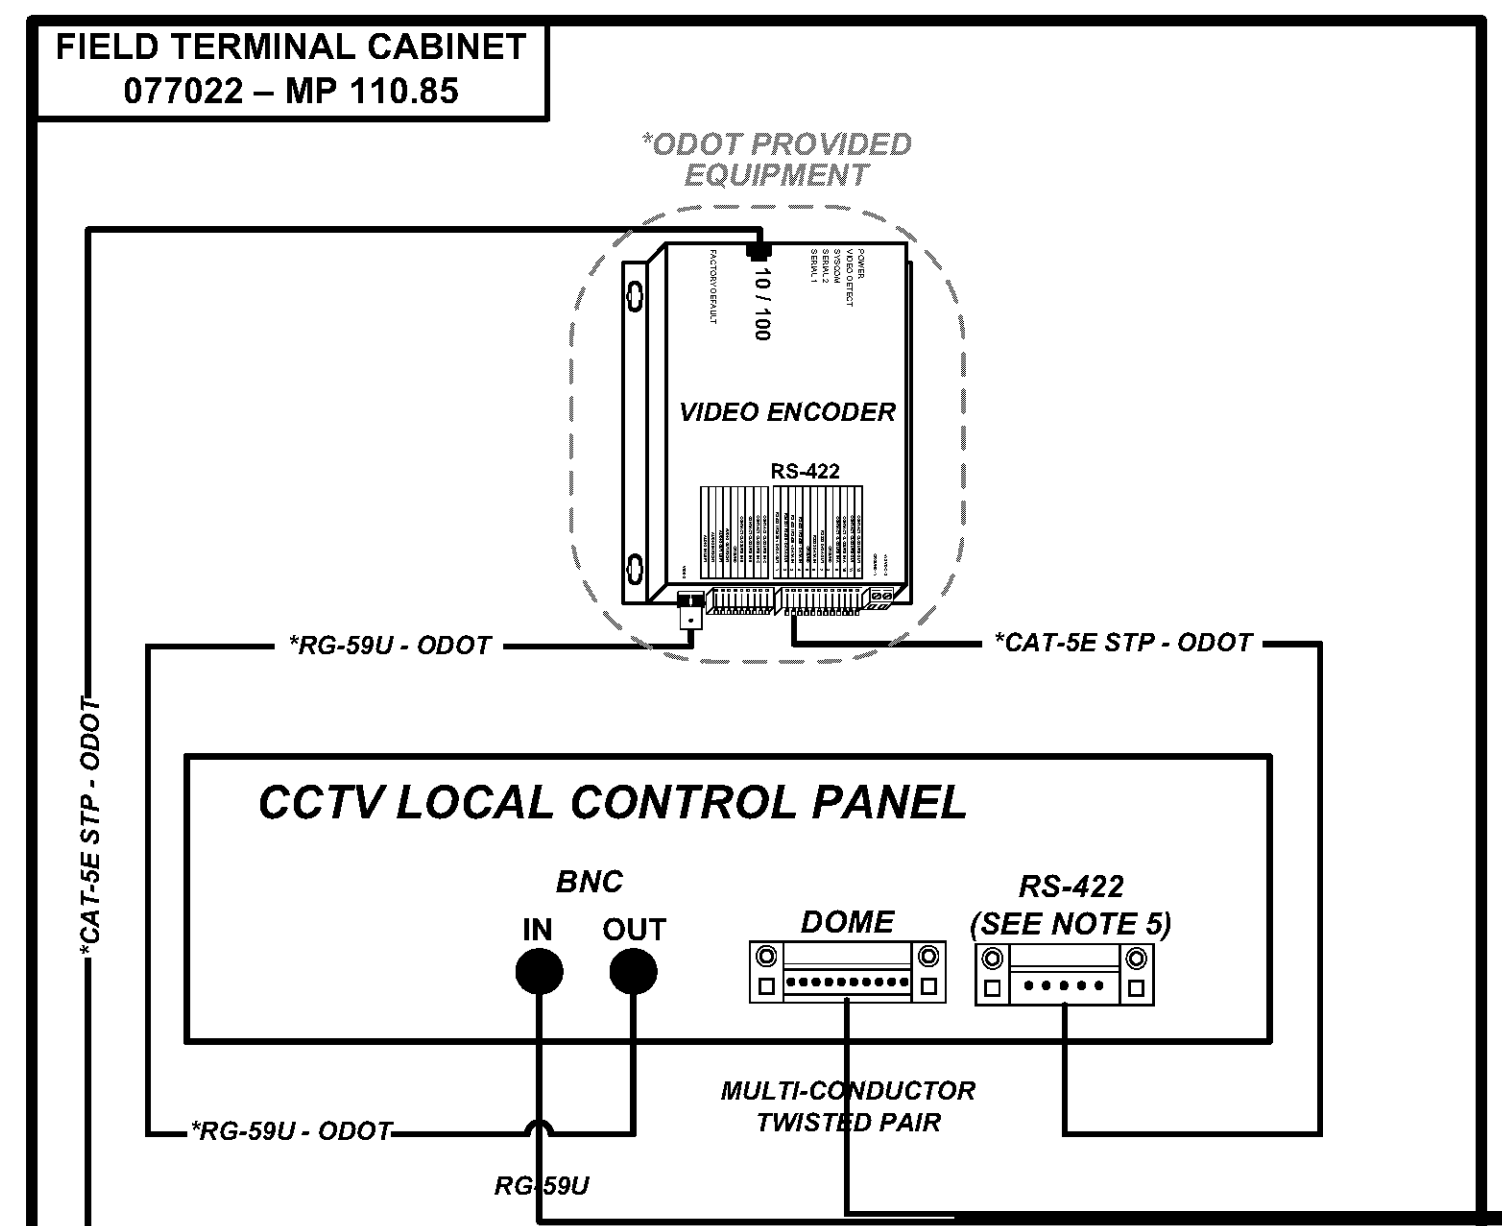 FIELD TERMINAL CABINET
077022 – MP 110.85
*ODOT PROVIDED
EQUIPMENT
FACTORY DEFAULT
10 / 100
POWER
VIDEO DETECT
SYSCOM
SERIAL 2
SERIAL 1
VIDEO ENCODER
RS-422
VIDEO
*RG-59U - ODOT
*CAT-5E STP - ODOT
*CAT-5E STP - ODOT
CCTV LOCAL CONTROL PANEL
BNC
IN
OUT
DOME
RS-422
(SEE NOTE 5)
MULTI-CONDUCTOR
TWISTED PAIR
*RG-59U - ODOT
RG-59U